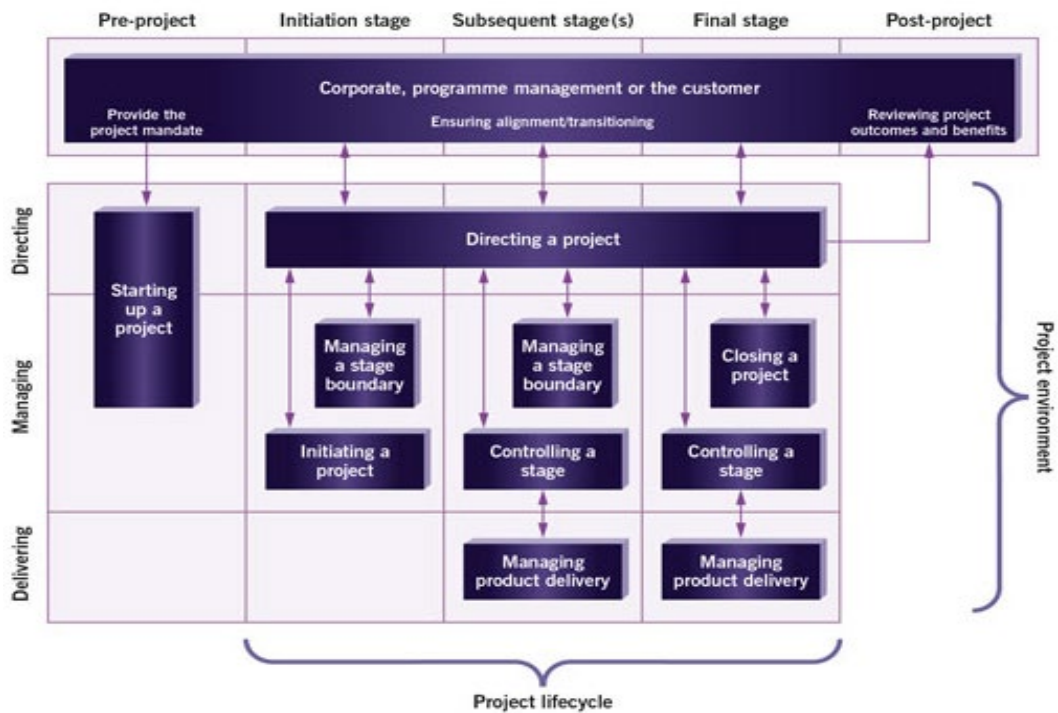 Pre-project
Initiation stage
Subsequent stage(s)
Final stage
Post-project
Corporate, programme management or the customer
Provide the
project mandate
Ensuring alignment/transitioning
Reviewing project
outcomes and benefits
Directing
Directing a project
Starting
up a
project
Managing
Managing
a stage
boundary
Managing
a stage
boundary
Closing a
project
Initiating a
project
Controlling a
stage
Controlling a
stage
Delivering
Managing
product delivery
Managing
product delivery
Project environment
Project lifecycle